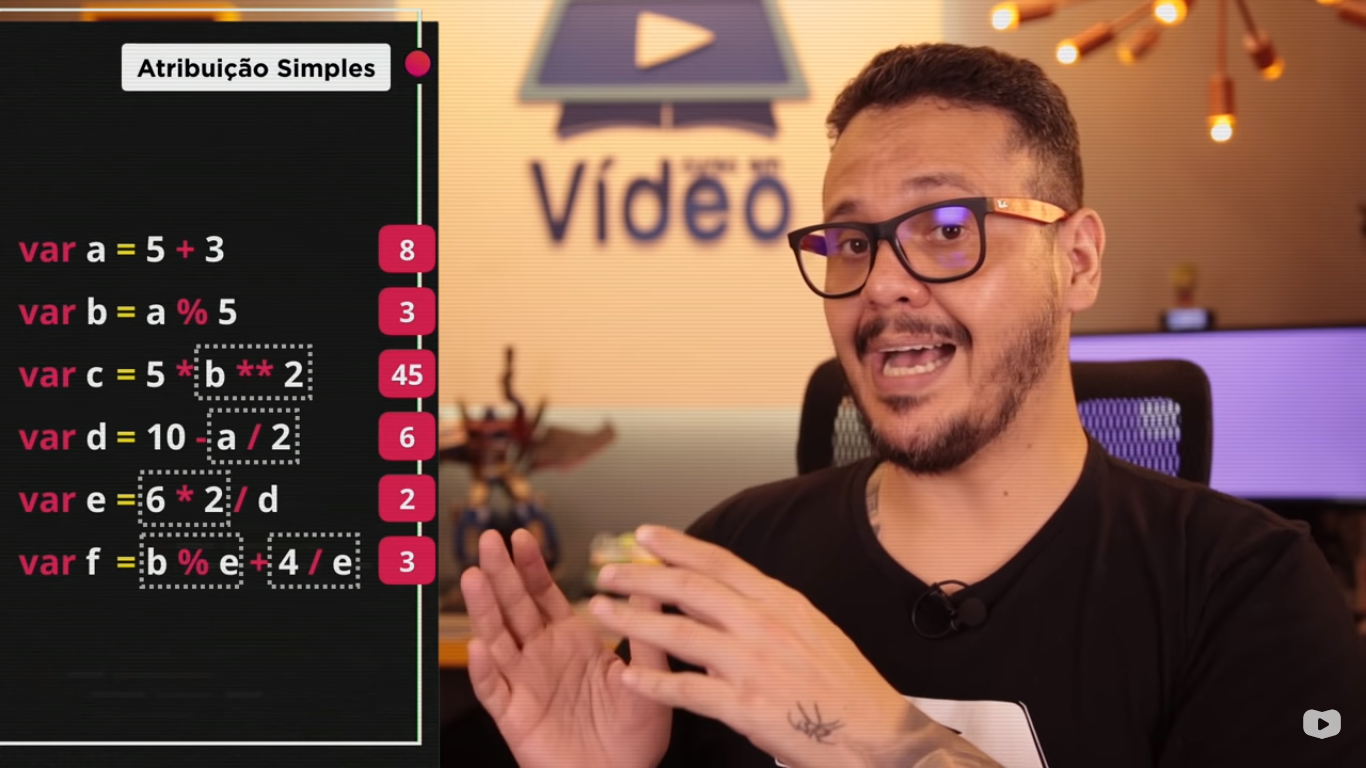 Atribuição Simples
var a = 5 + 3 8
var b = a % 5 3
var c = 5 * b ** 2 45
var d = 10 - a / 2 6
var e = 6 * 2 / d 2
var f = b % e + 4 / e 3
Vídeo